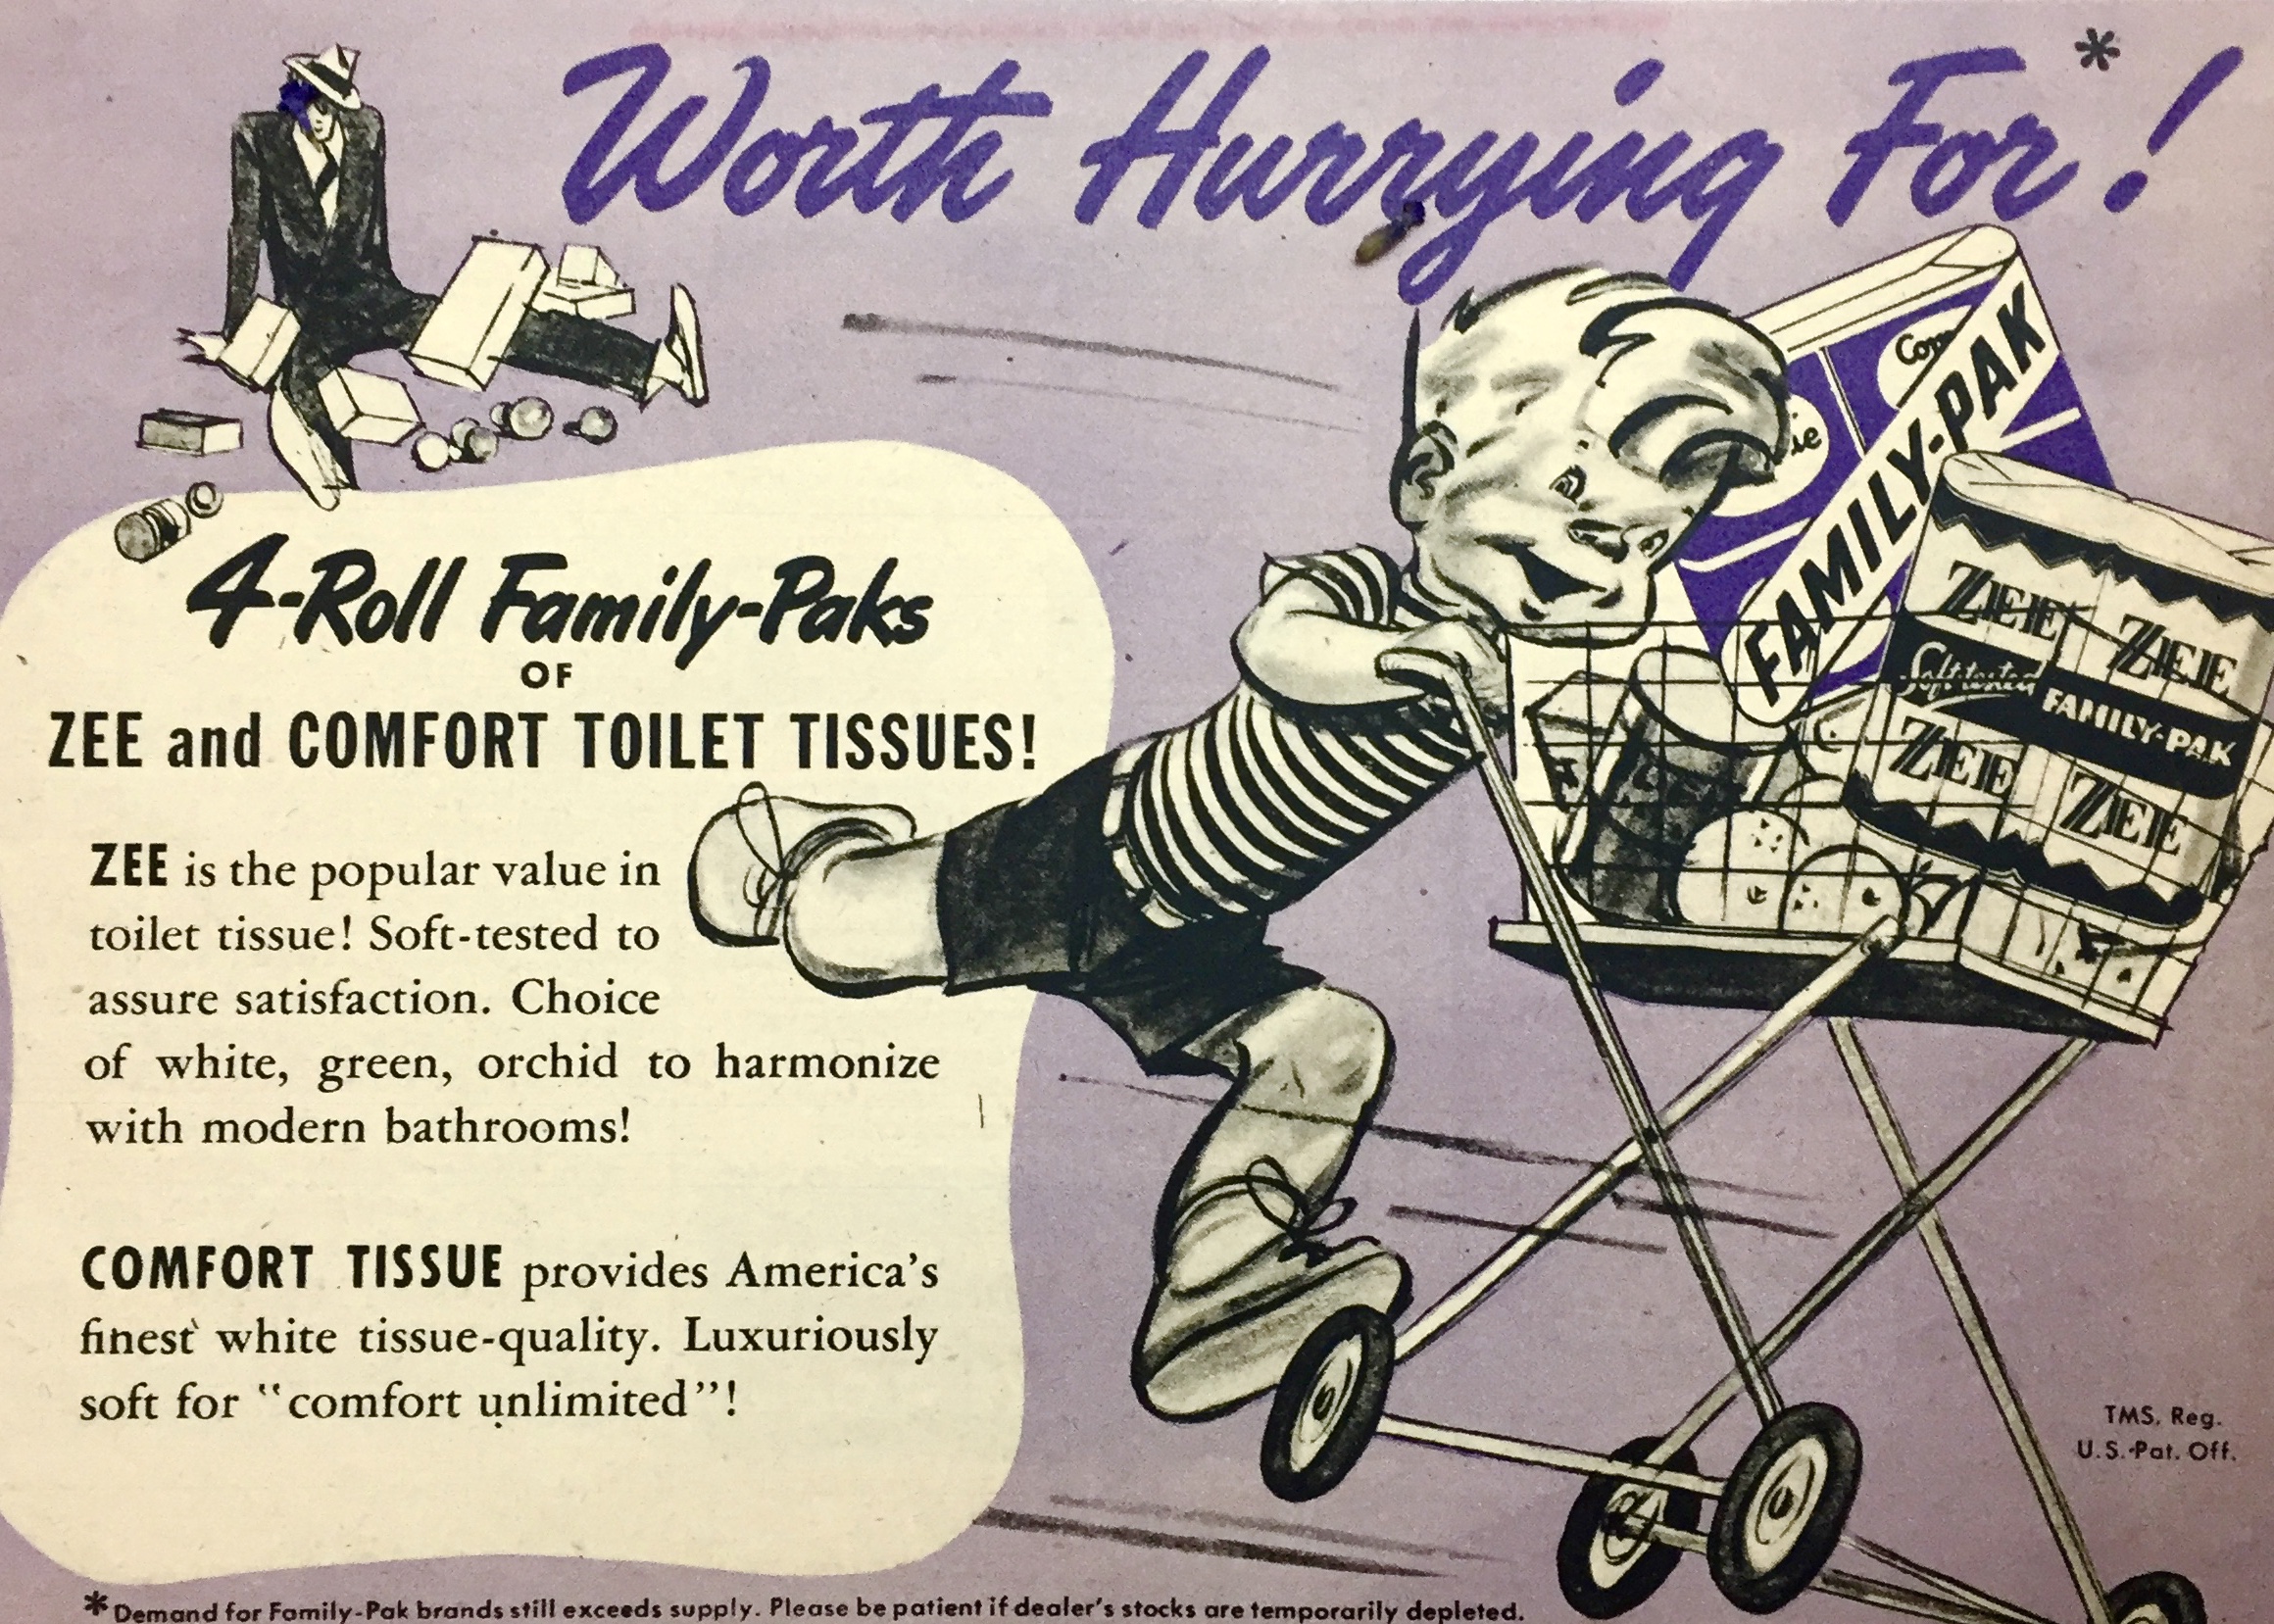 Worth Hurrying For*!
4-Roll Family-Paks
OF
ZEE and COMFORT TOILET TISSUES!
ZEE is the popular value in
toilet tissue! Soft-tested to
assure satisfaction. Choice
of white, green, orchid to harmonize
with modern bathrooms!
COMFORT TISSUE provides America's
finest white tissue-quality. Luxuriously
soft for "comfort unlimited"!
Com
FAMILY-PAK
ZEE ZEE
Soft-tested FAMILY-PAK
ZEE ZEE
TMS. Reg.
U.S. Pat. Off.
* Demand for Family-Pak brands still exceeds supply. Please be patient if dealer's stocks are temporarily depleted.